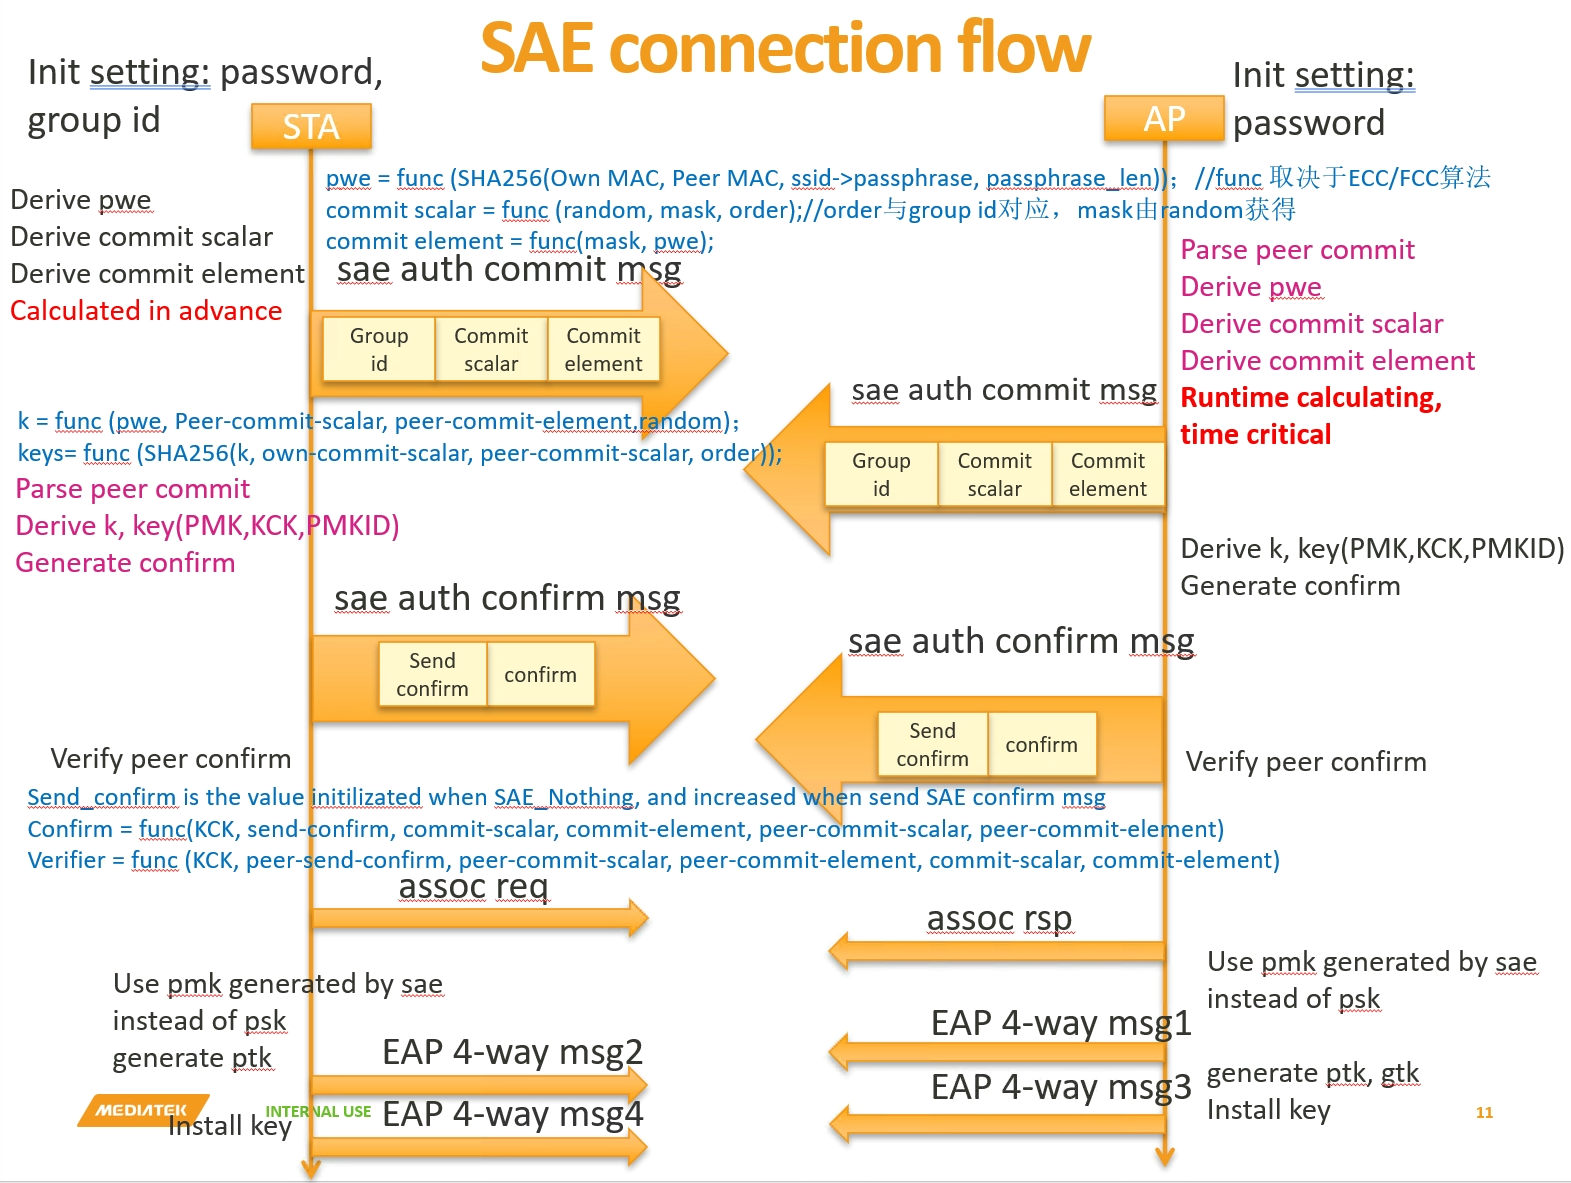 SAE connection flow
Init setting: password,
group id
STA
AP
Init setting:
password
Derive pwe
Derive commit scalar
Derive commit element
Calculated in advance
pwe = func (SHA256(Own MAC, Peer MAC, ssid->passphrase, passphrase_len)); //func 取决于ECC/FCC算法
commit scalar = func (random, mask, order);//order与group id对应，mask由random获得
commit element = func(mask, pwe);
sae auth commit msg
Group
id
Commit
scalar
Commit
element
Parse peer commit
Derive pwe
Derive commit scalar
Derive commit element
Runtime calculating,
time critical
sae auth commit msg
Group
id
Commit
scalar
Commit
element
k = func (pwe, Peer-commit-scalar, peer-commit-element,random);
keys= func (SHA256(k, own-commit-scalar, peer-commit-scalar, order));
Parse peer commit
Derive k, key(PMK,KCK,PMKID)
Generate confirm
Derive k, key(PMK,KCK,PMKID)
Generate confirm
sae auth confirm msg
Send
confirm
confirm
sae auth confirm msg
Send
confirm
confirm
Verify peer confirm
Verify peer confirm
Send_confirm is the value initilizated when SAE_Nothing, and increased when send SAE confirm msg
Confirm = func(KCK, send-confirm, commit-scalar, commit-element, peer-commit-scalar, peer-commit-element)
Verifier = func (KCK, peer-send-confirm, peer-commit-scalar, peer-commit-element, commit-scalar, commit-element)
assoc req
assoc rsp
Use pmk generated by sae
instead of psk
generate ptk
Use pmk generated by sae
instead of psk
EAP 4-way msg1
EAP 4-way msg2
EAP 4-way msg3
generate ptk, gtk
Install key
MEDIATEK
INTERNAL USE
Install key
EAP 4-way msg4
11